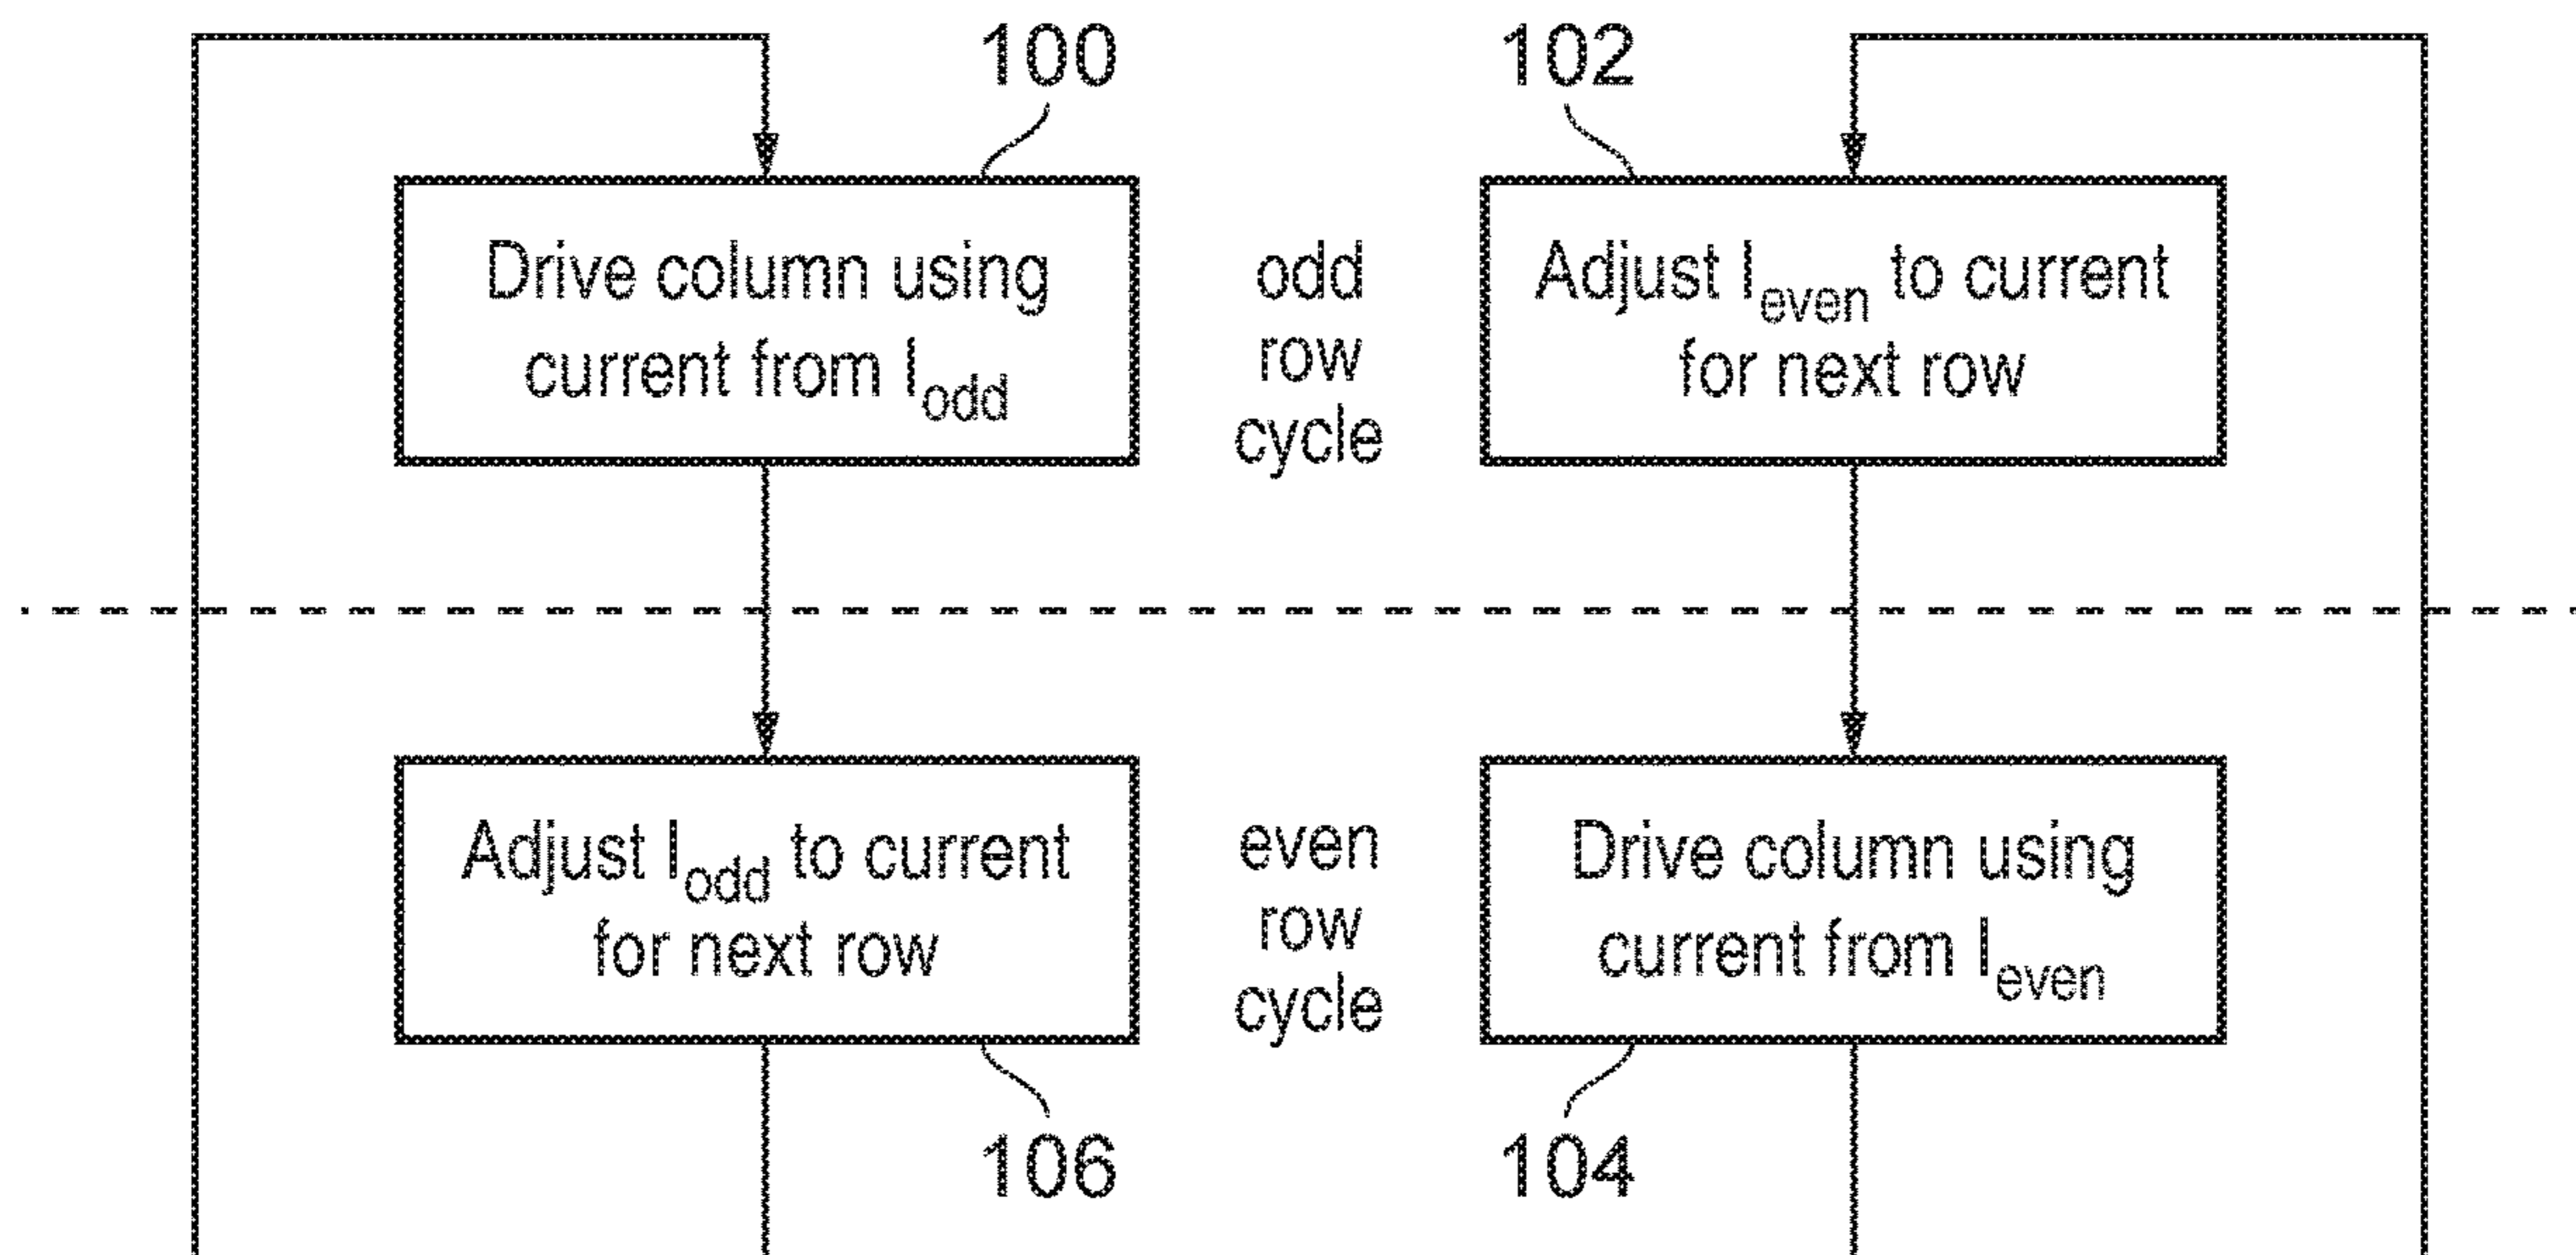 100
102
Drive column using
current from I_odd
odd
row
cycle
Adjust I_even to current
for next row
Adjust I_odd to current
for next row
even
row
cycle
Drive column using
current from I_even
106
104